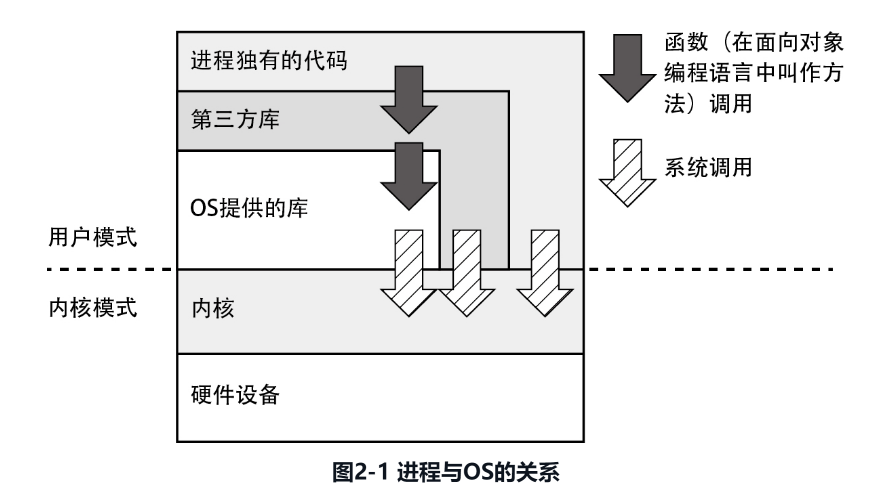 进程独有的代码
第三方库
OS提供的库
用户模式
内核模式
内核
硬件设备
函数（在面向对象
编程语言中叫作方
法）调用
系统调用
图2-1 进程与OS的关系